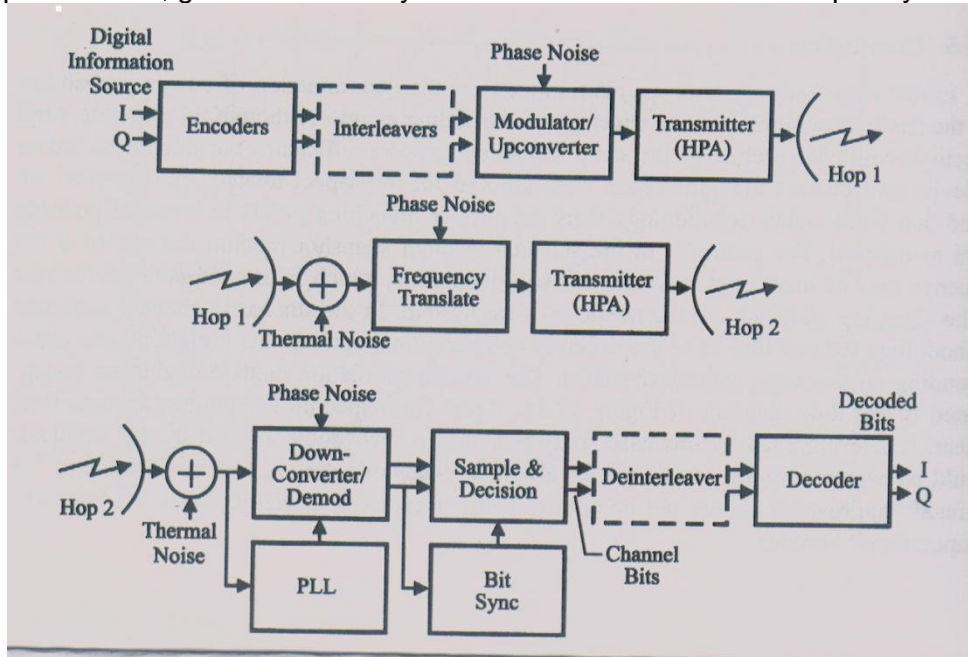 Digital
Information
Source
I
Q
Encoders
Interleavers
Phase Noise
Modulator/
Upconverter
Transmitter
(HPA)
Hop 1
Hop 1
Thermal Noise
Phase Noise
Frequency
Translate
Transmitter
(HPA)
Hop 2
Hop 2
Thermal
Noise
Phase Noise
Down-
Converter/
Demod
PLL
Sample &
Decision
Bit
Sync
Channel
Bits
Deinterleaver
Decoder
Decoded
Bits
I
Q